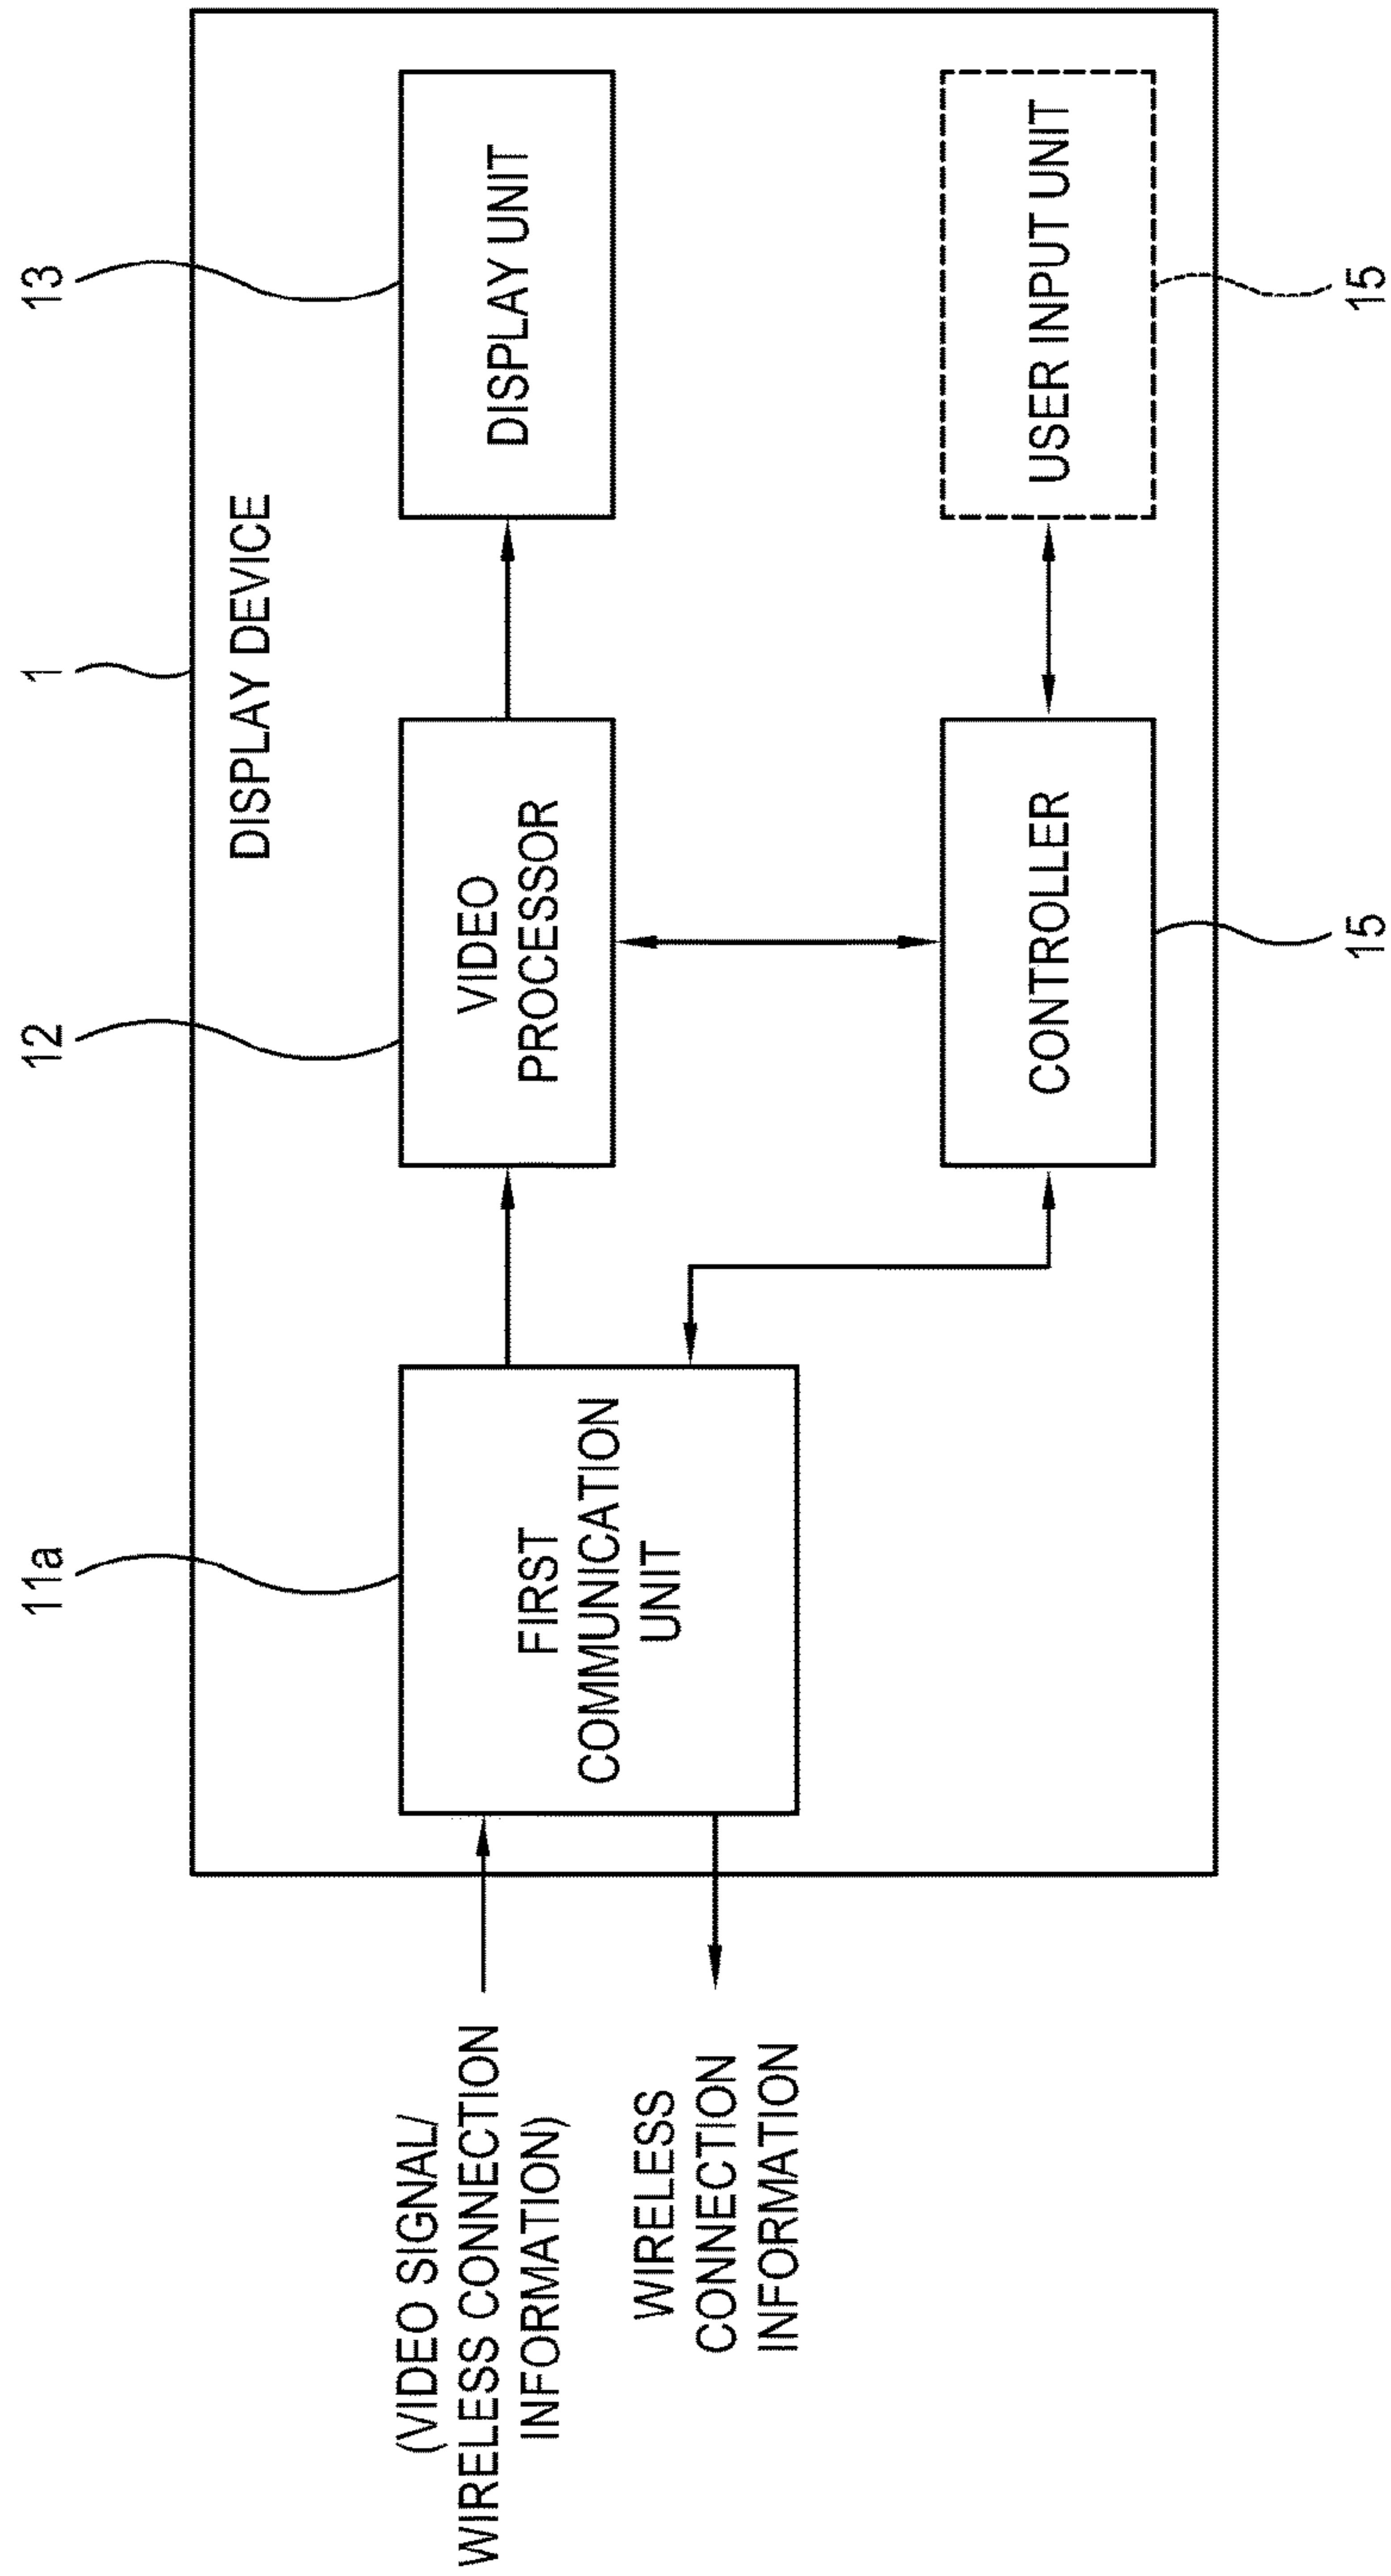 1
DISPLAY DEVICE
11a
12
13
(VIDEO SIGNAL/
WIRELESS CONNECTION
INFORMATION)
WIRELESS
CONNECTION
INFORMATION
FIRST
COMMUNICATION
UNIT
VIDEO
PROCESSOR
DISPLAY UNIT
CONTROLLER
USER INPUT UNIT
15
15